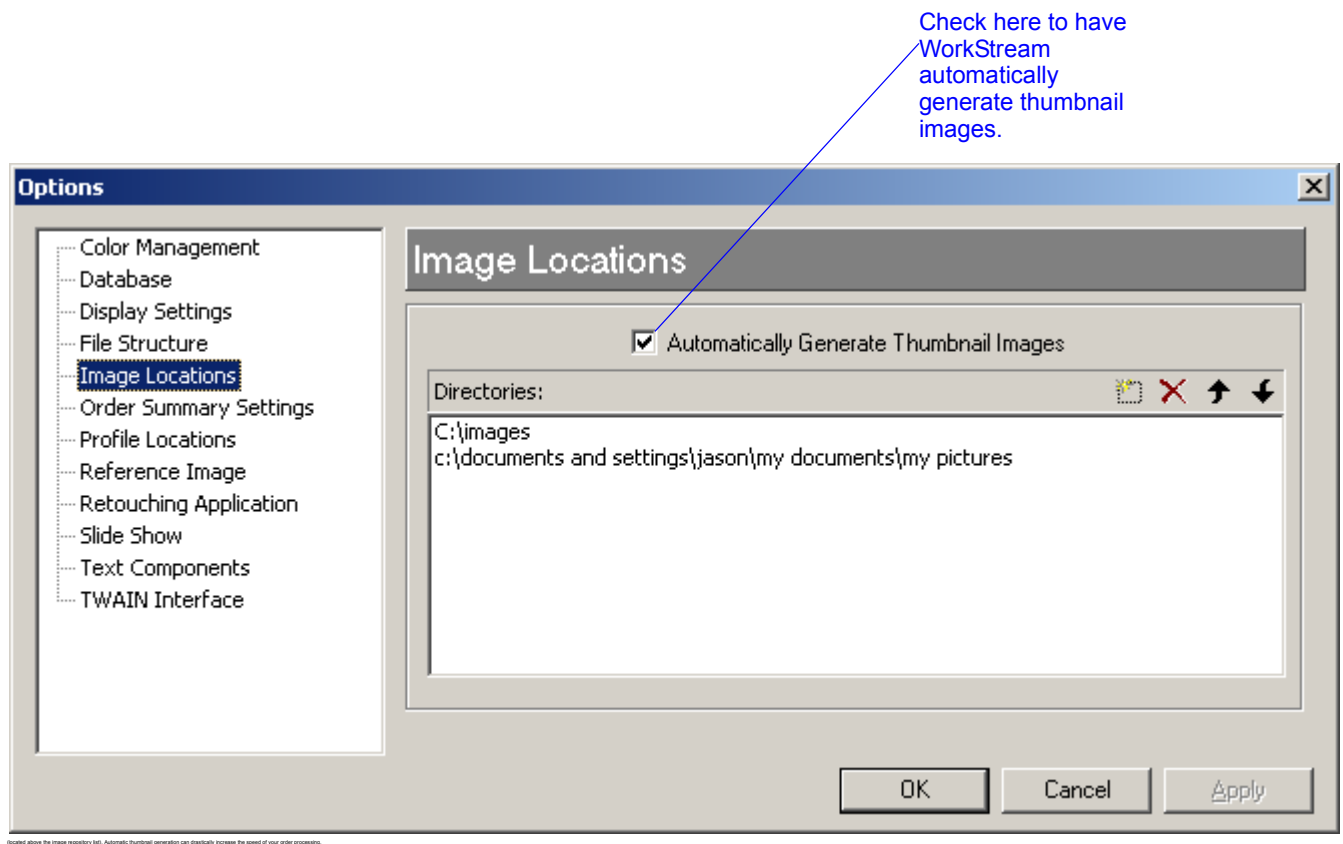 Check here to have
WorkStream
automatically
generate thumbnail
images.
Options
Color Management
Database
Display Settings
File Structure
Image Locations
Order Summary Settings
Profile Locations
Reference Image
Retouching Application
Slide Show
Text Components
TWAIN Interface
Image Locations
Automatically Generate Thumbnail Images
Directories:
C:\images
c:\documents and settings\jason\my documents\my pictures
OK
Cancel
Apply
(located above the image repository list). Automatic thumbnail generation can drastically increase the speed of your order processing.